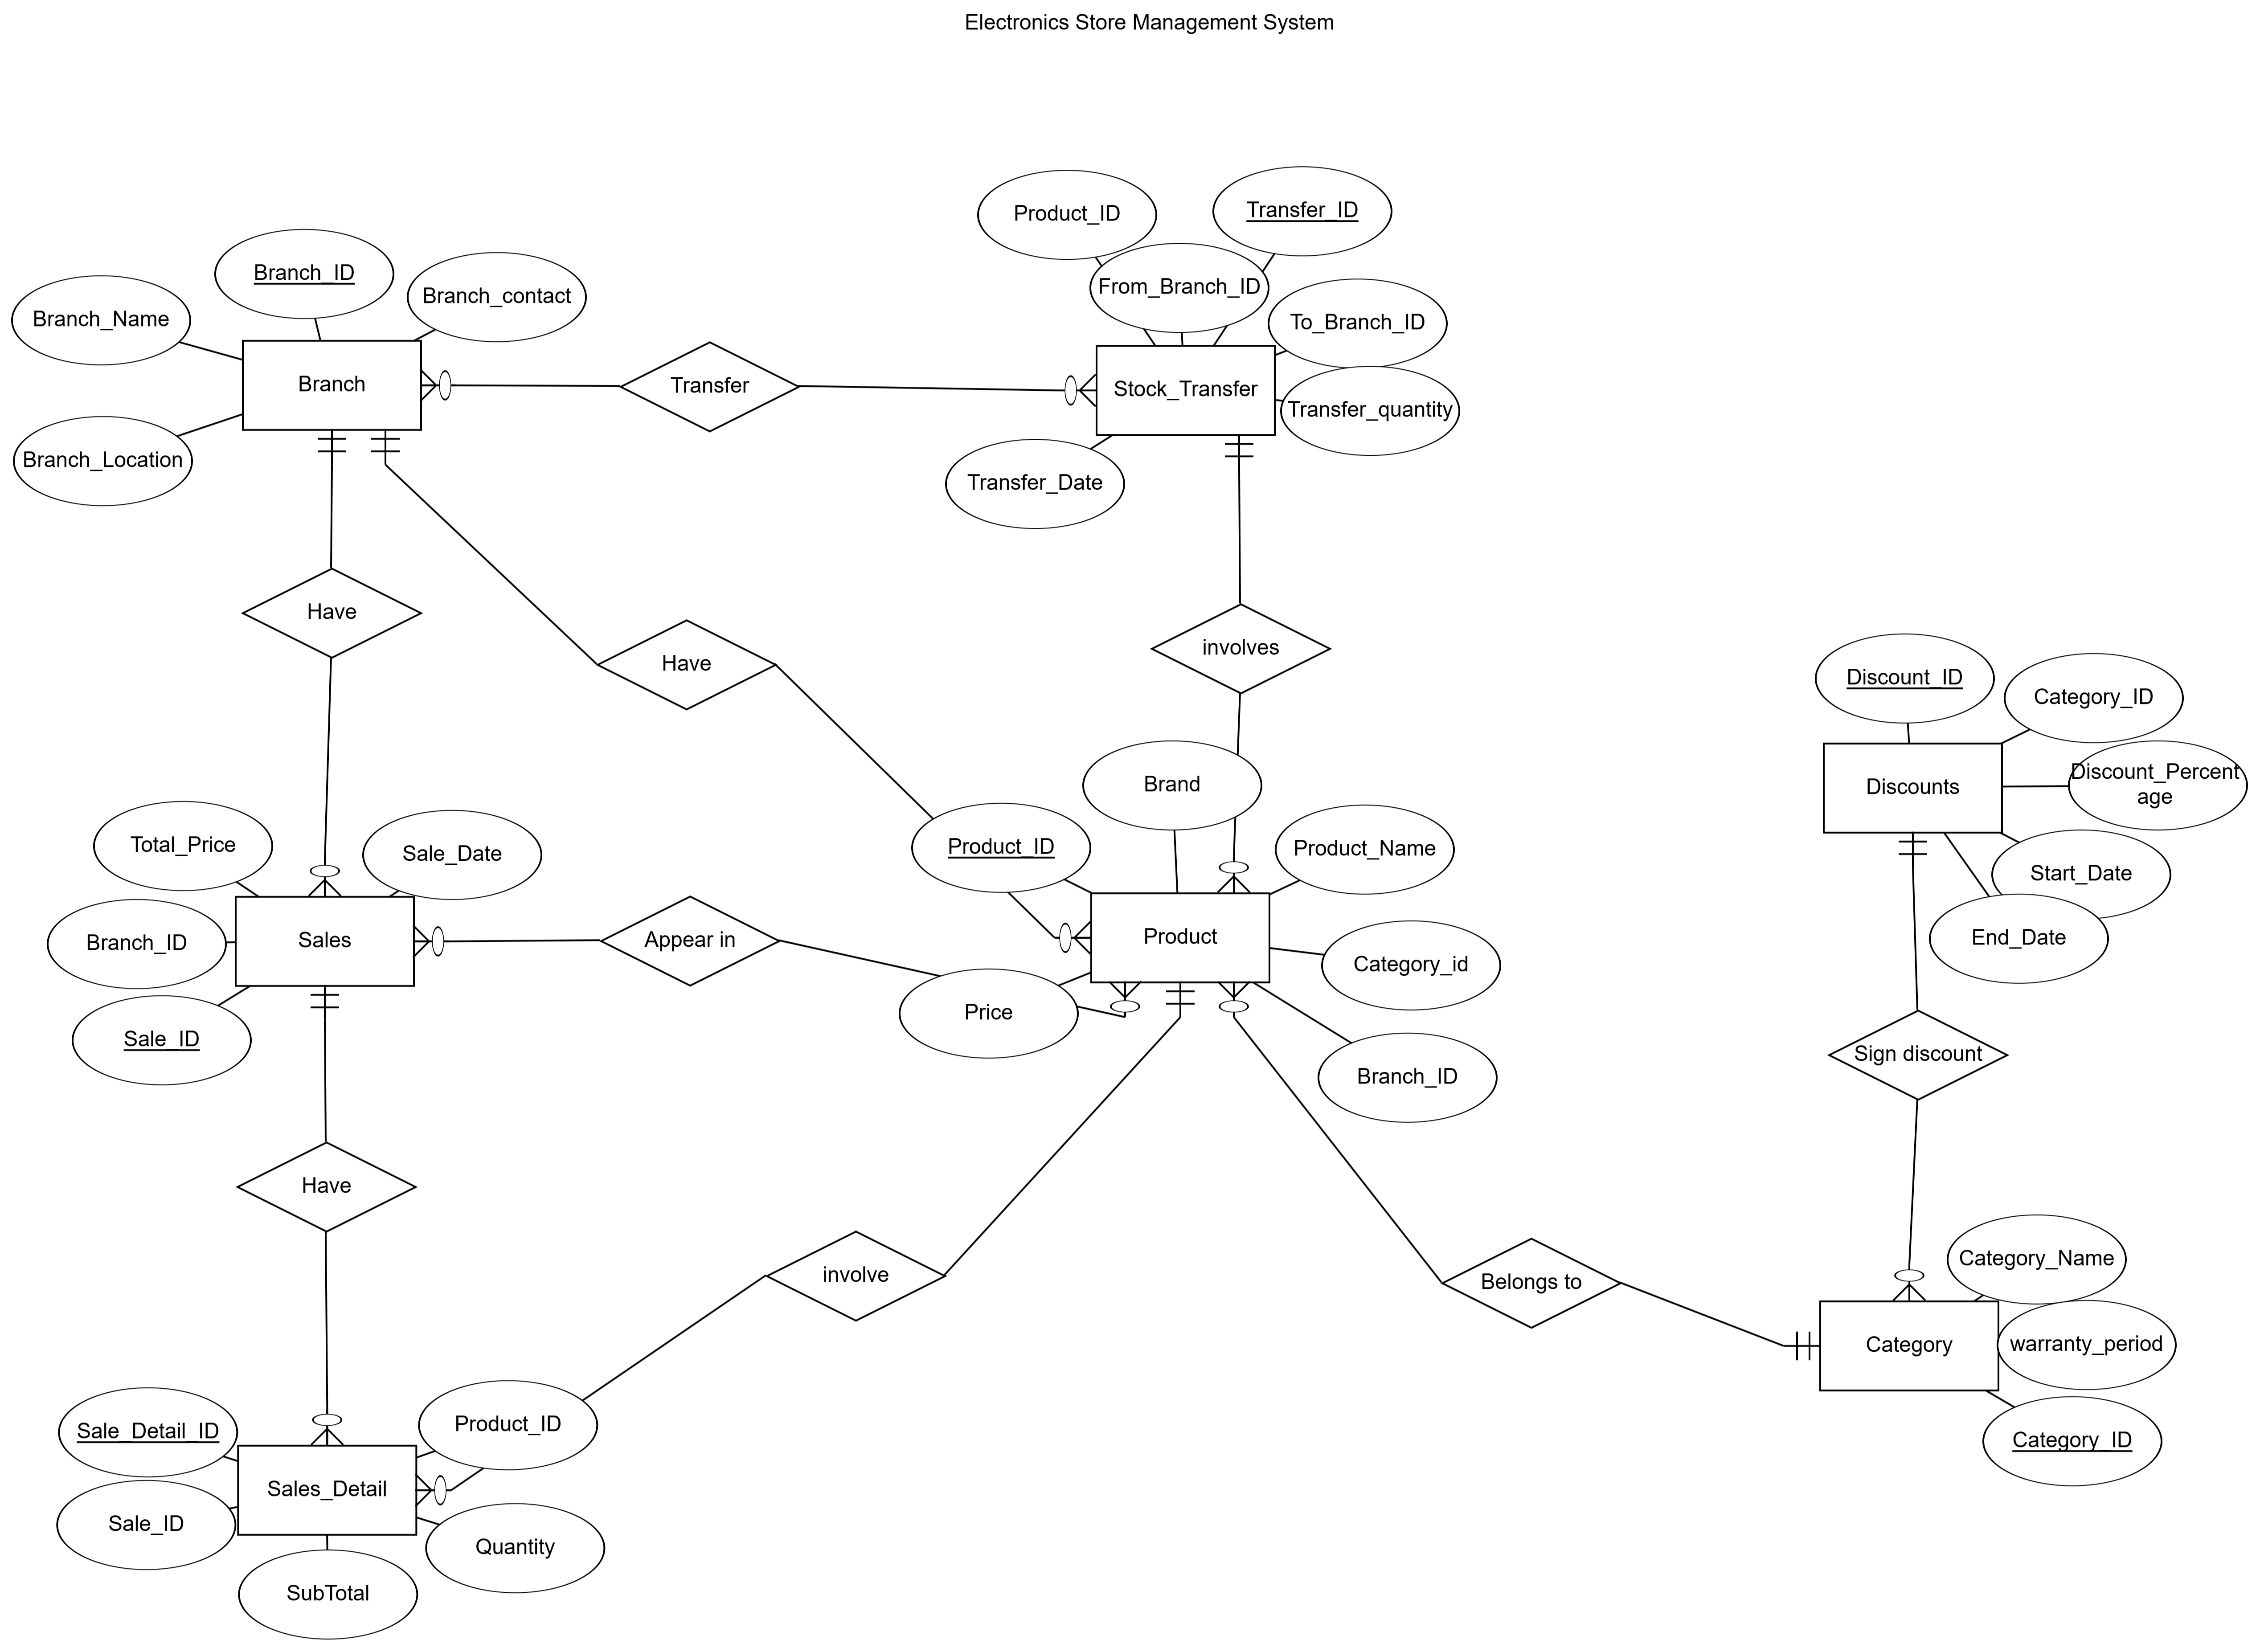 Electronics Store Management System
Product_ID
Transfer_ID
Branch_ID
Branch_contact
From_Branch_ID
Branch_Name
To_Branch_ID
Branch
Transfer
Stock_Transfer
Transfer_quantity
Branch_Location
Transfer_Date
Have
Have
involves
Discount_ID
Category_ID
Brand
Discounts
Discount_Percent
age
Total_Price
Sale_Date
Product_ID
Product_Name
Start_Date
Branch_ID
Sales
Appear in
Product
Category_id
End_Date
Sale_ID
Price
Branch_ID
Sign discount
Have
involve
Belongs to
Category_Name
Category
warranty_period
Sale_Detail_ID
Product_ID
Category_ID
Sales_Detail
Sale_ID
Quantity
SubTotal